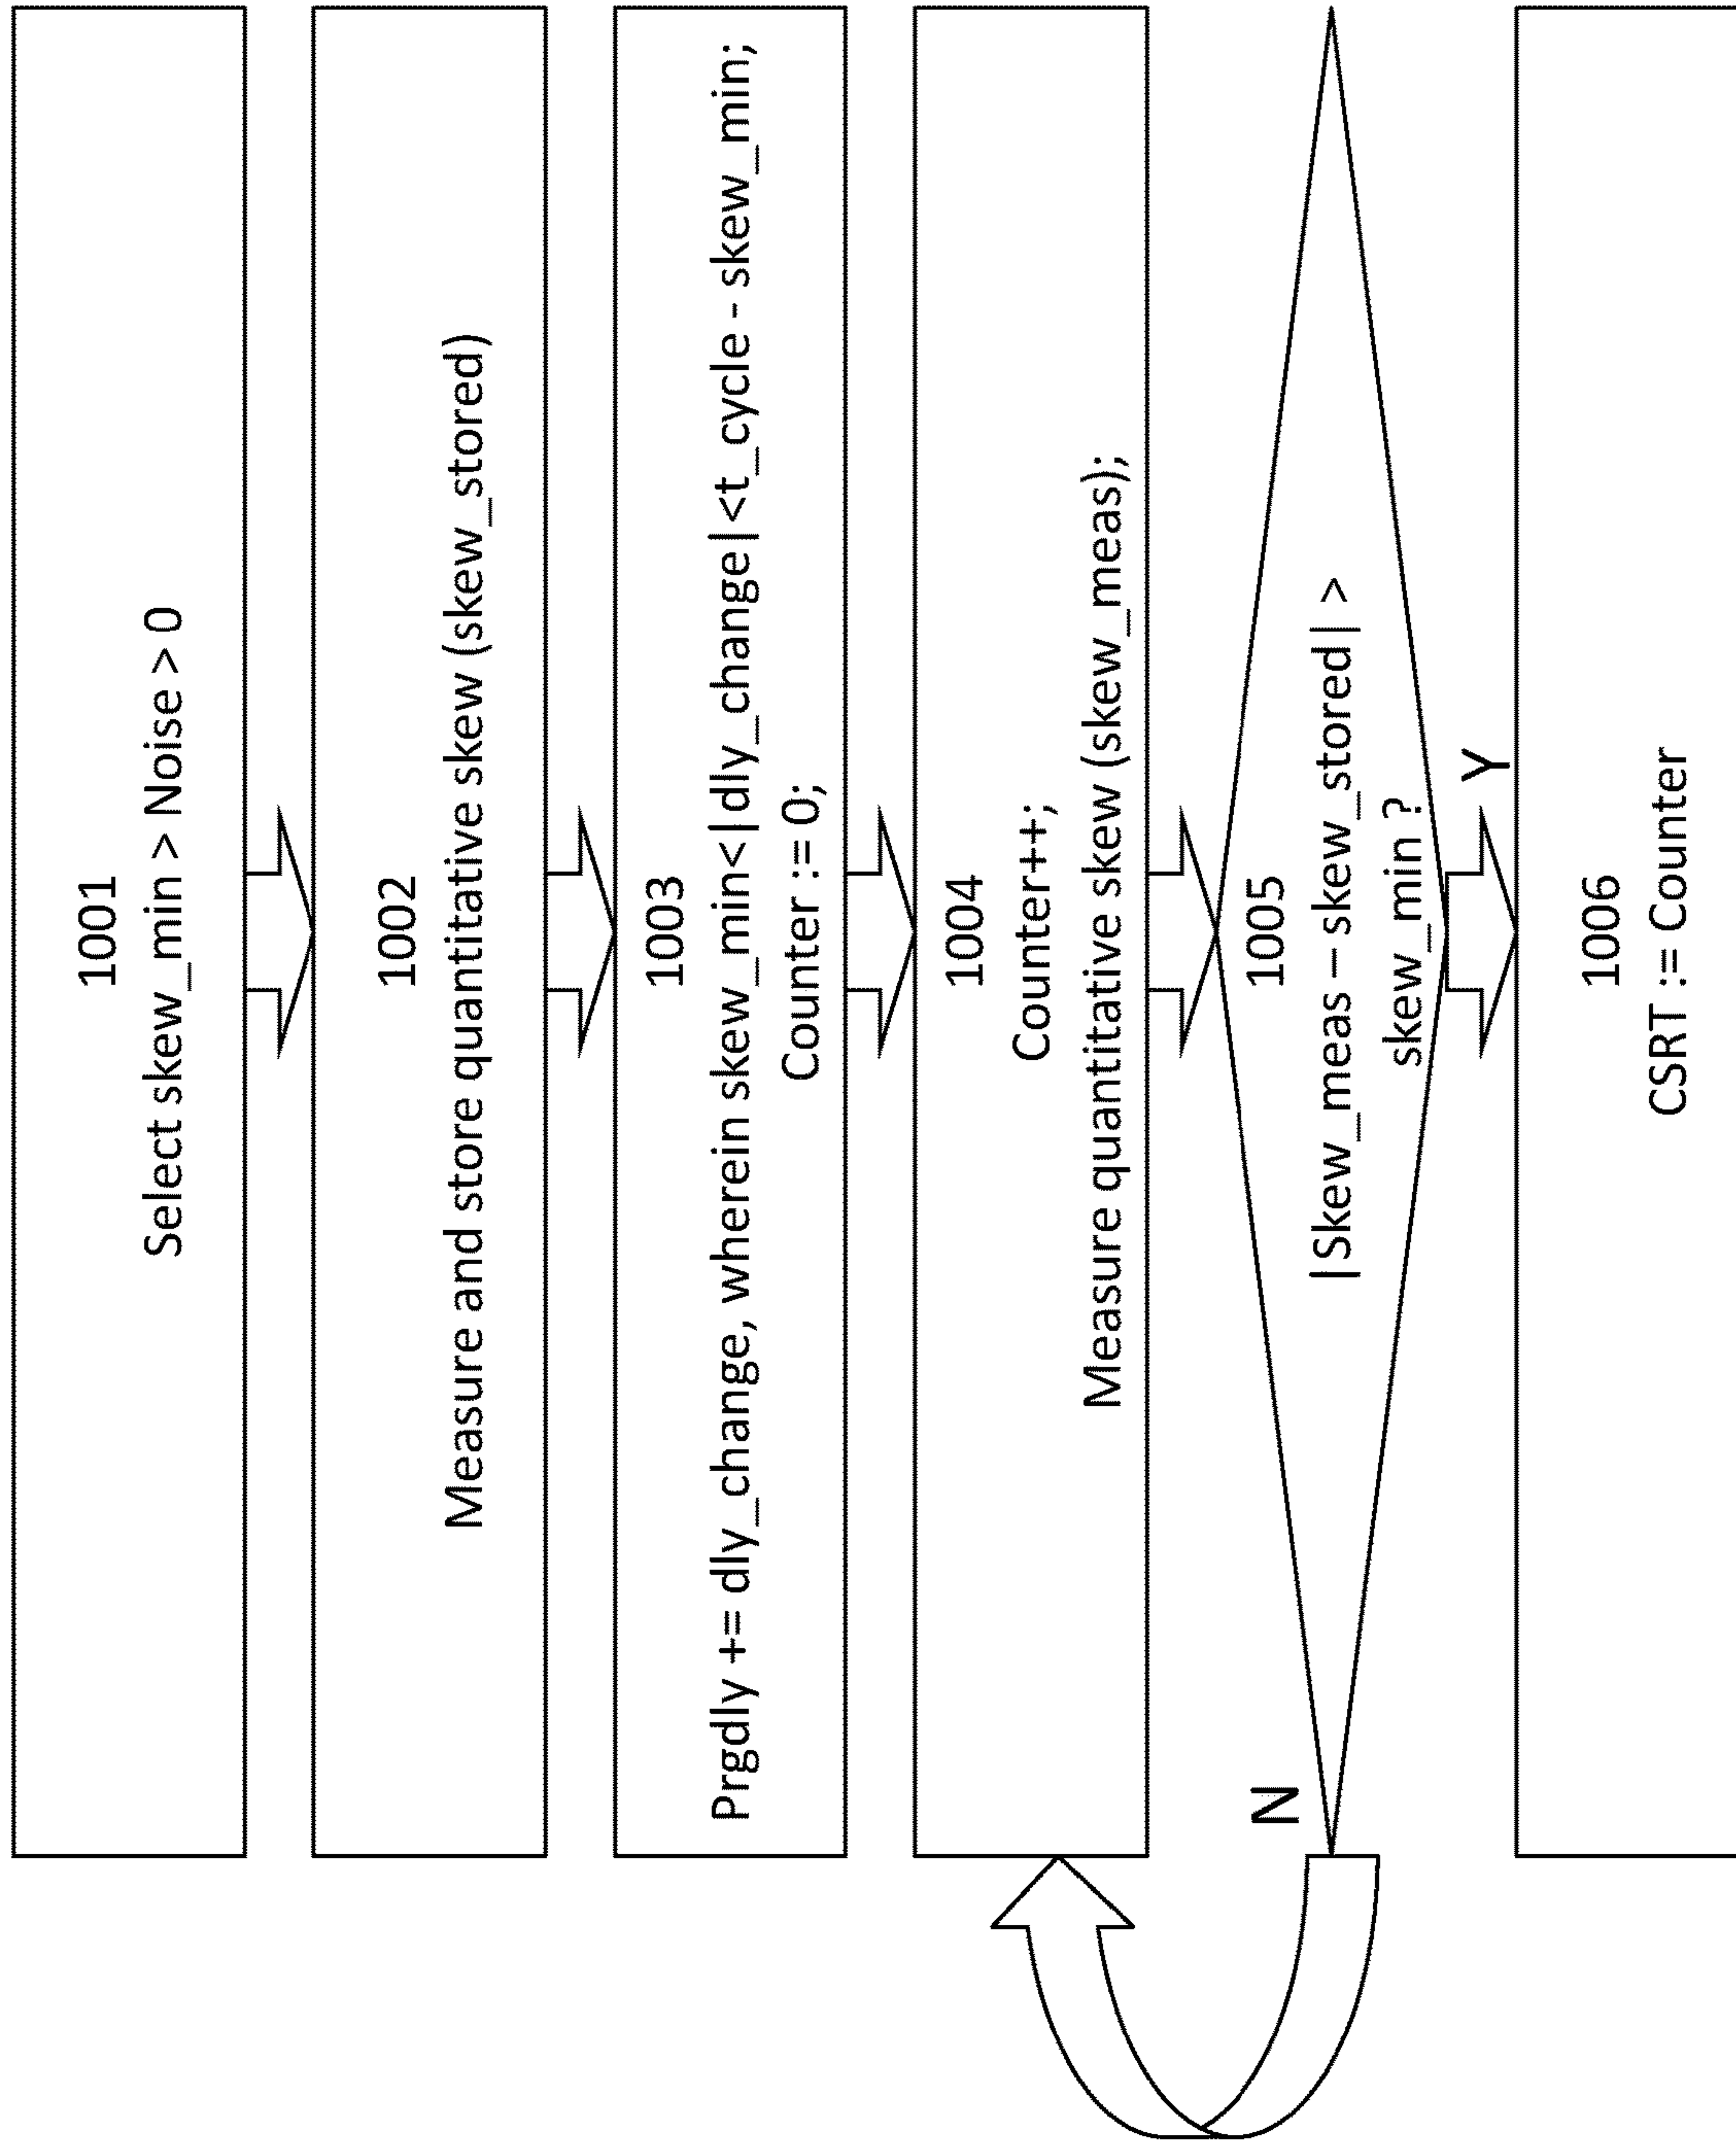 1001
Select skew_min > Noise > 0
1002
Measure and store quantitative skew (skew_stored)
1003
Prgdly += dly_change, wherein skew_min<|dly_change|<t_cycle - skew_min;
Counter := 0;
1004
Counter++;
Measure quantitative skew (skew_meas);
1005
|Skew_meas – skew_stored| >
skew_min ?
N
Y
1006
CSRT := Counter